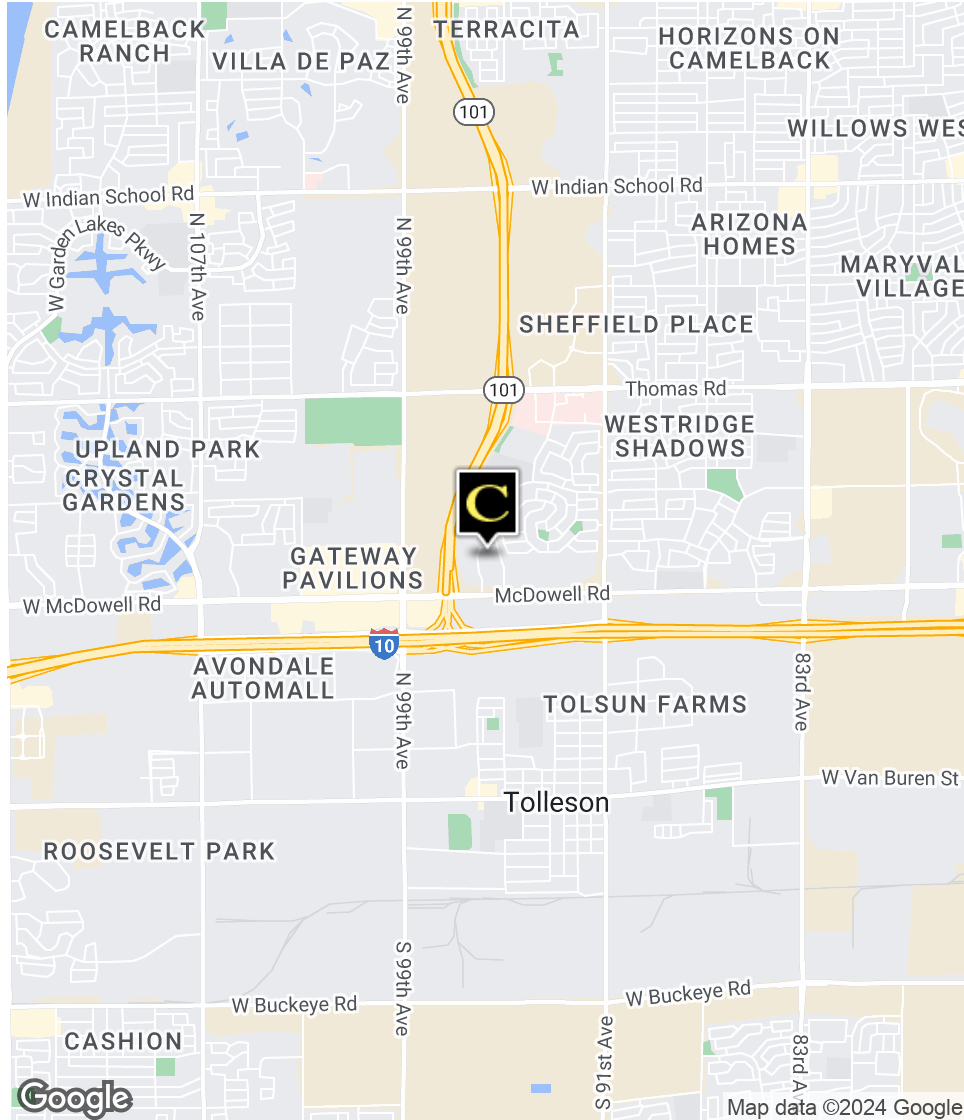 CAMELBACK
RANCH
VILLA DE PAZ
N 99th Ave
TERRACITA
HORIZONS ON
CAMELBACK
101
WILLOWS WES
W Indian School Rd
W Indian School Rd
W Garden Lakes Pkwy
N 107th Ave
N 99th Ave
ARIZONA
HOMES
MARYVAL
VILLAGE
SHEFFIELD PLACE
101
Thomas Rd
WESTRIDGE
SHADOWS
UPLAND PARK
CRYSTAL
GARDENS
C
GATEWAY
PAVILIONS
W McDowell Rd
McDowell Rd
10
AVONDALE
AUTOMALL
N 99th Ave
TOLSUN FARMS
83rd Ave
W Van Buren St
Tolleson
ROOSEVELT PARK
S 99th Ave
W Buckeye Rd
W Buckeye Rd
CASHION
S 91st Ave
83rd Av
Google
Map data ©2024 Google